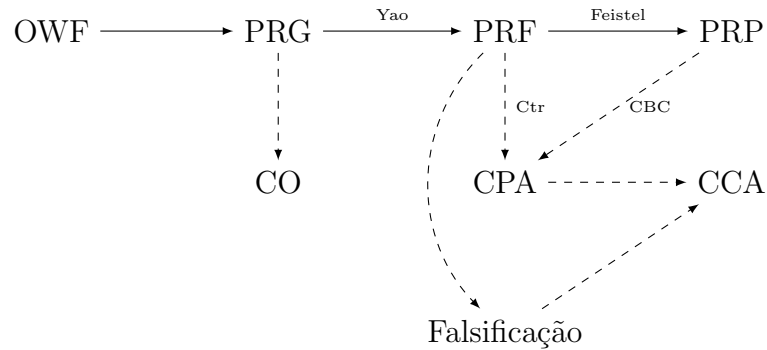 Yao Feistel
OWF PRG PRF PRP
Ctr CBC
CO CPA CCA
Falsificação